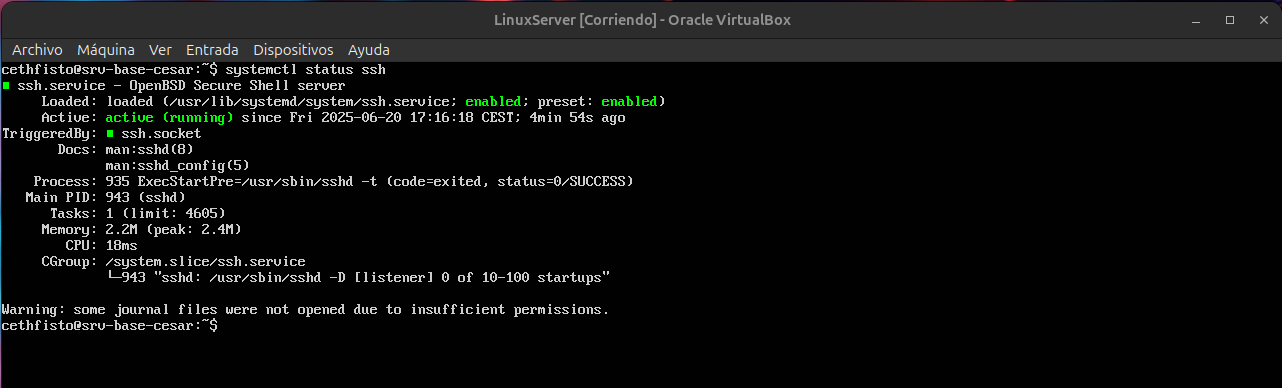 LinuxServer [Corriendo] - Oracle VirtualBox
Archivo Máquina Ver Entrada Dispositivos Ayuda
cethfisto@srv-base-cesar:~$ systemctl status ssh
■ ssh.service - OpenBSD Secure Shell server
     Loaded: loaded (/usr/lib/systemd/system/ssh.service; enabled; preset: enabled)
     Active: active (running) since Fri 2025-06-20 17:16:18 CEST; 4min 54s ago
TriggeredBy: ■ ssh.socket
       Docs: man:sshd(8)
             man:sshd_config(5)
    Process: 935 ExecStartPre=/usr/sbin/sshd -t (code=exited, status=0/SUCCESS)
   Main PID: 943 (sshd)
      Tasks: 1 (limit: 4605)
     Memory: 2.2M (peak: 2.4M)
        CPU: 18ms
     CGroup: /system.slice/ssh.service
             └─943 "sshd: /usr/sbin/sshd -D [listener] 0 of 10-100 startups"
Warning: some journal files were not opened due to insufficient permissions.
cethfisto@srv-base-cesar:~$